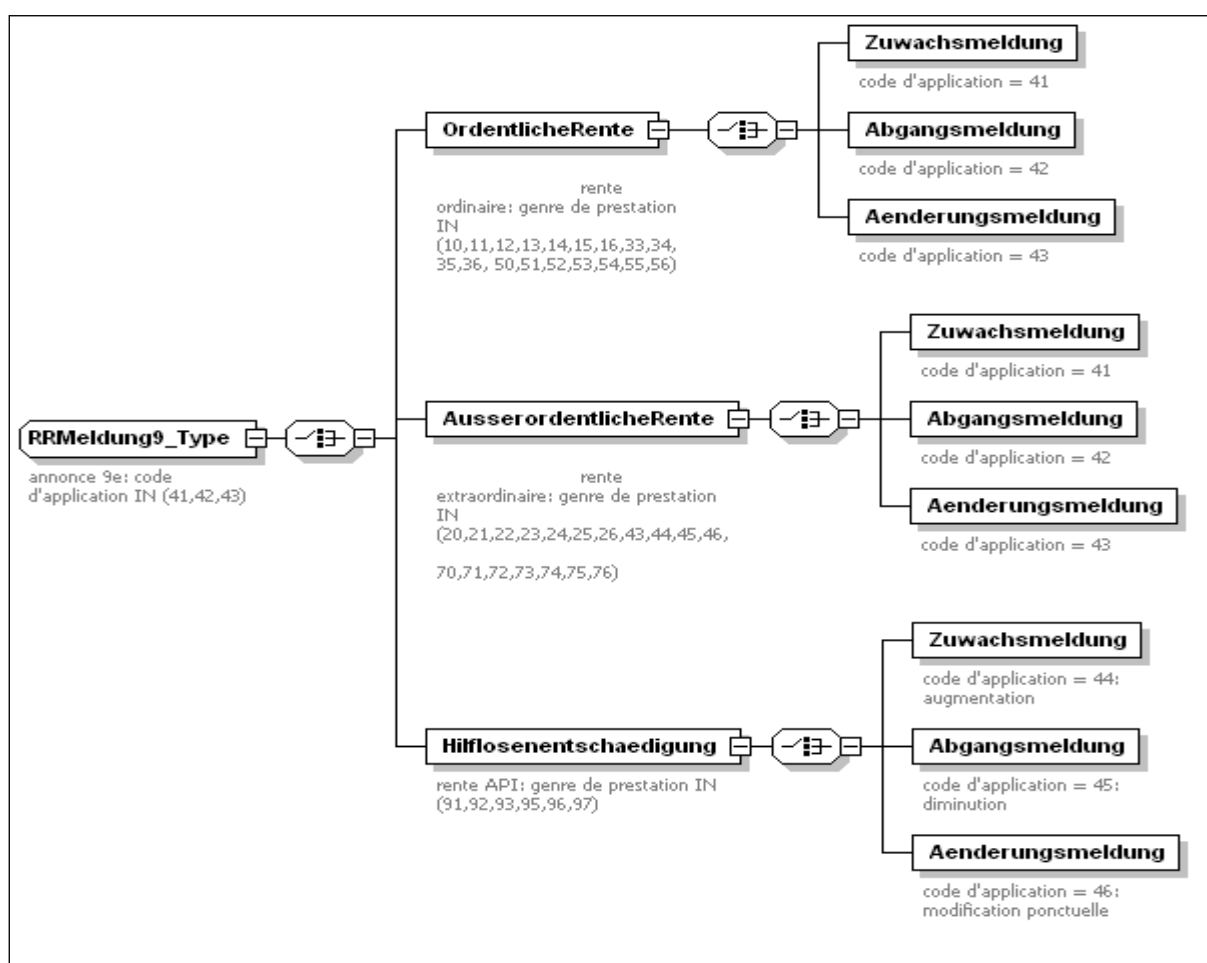 RRMeldung9_Type
annonce 9e: code
d'application IN (41,42,43)
OrdentlicheRente
rente
ordinaire: genre de prestation
IN
(10,11,12,13,14,15,16,33,34,
35,36, 50,51,52,53,54,55,56)
Zuwachsmeldung
code d'application = 41
Abgangsmeldung
code d'application = 42
Aenderungsmeldung
code d'application = 43
AusserordentlicheRente
rente
extraordinaire: genre de prestation
IN
(20,21,22,23,24,25,26,43,44,45,46,
70,71,72,73,74,75,76)
Zuwachsmeldung
code d'application = 41
Abgangsmeldung
code d'application = 42
Aenderungsmeldung
code d'application = 43
Hilflosenentschaedigung
rente API: genre de prestation IN
(91,92,93,95,96,97)
Zuwachsmeldung
code d'application = 44:
augmentation
Abgangsmeldung
code d'application = 45:
diminution
Aenderungsmeldung
code d'application = 46:
modification ponctuelle